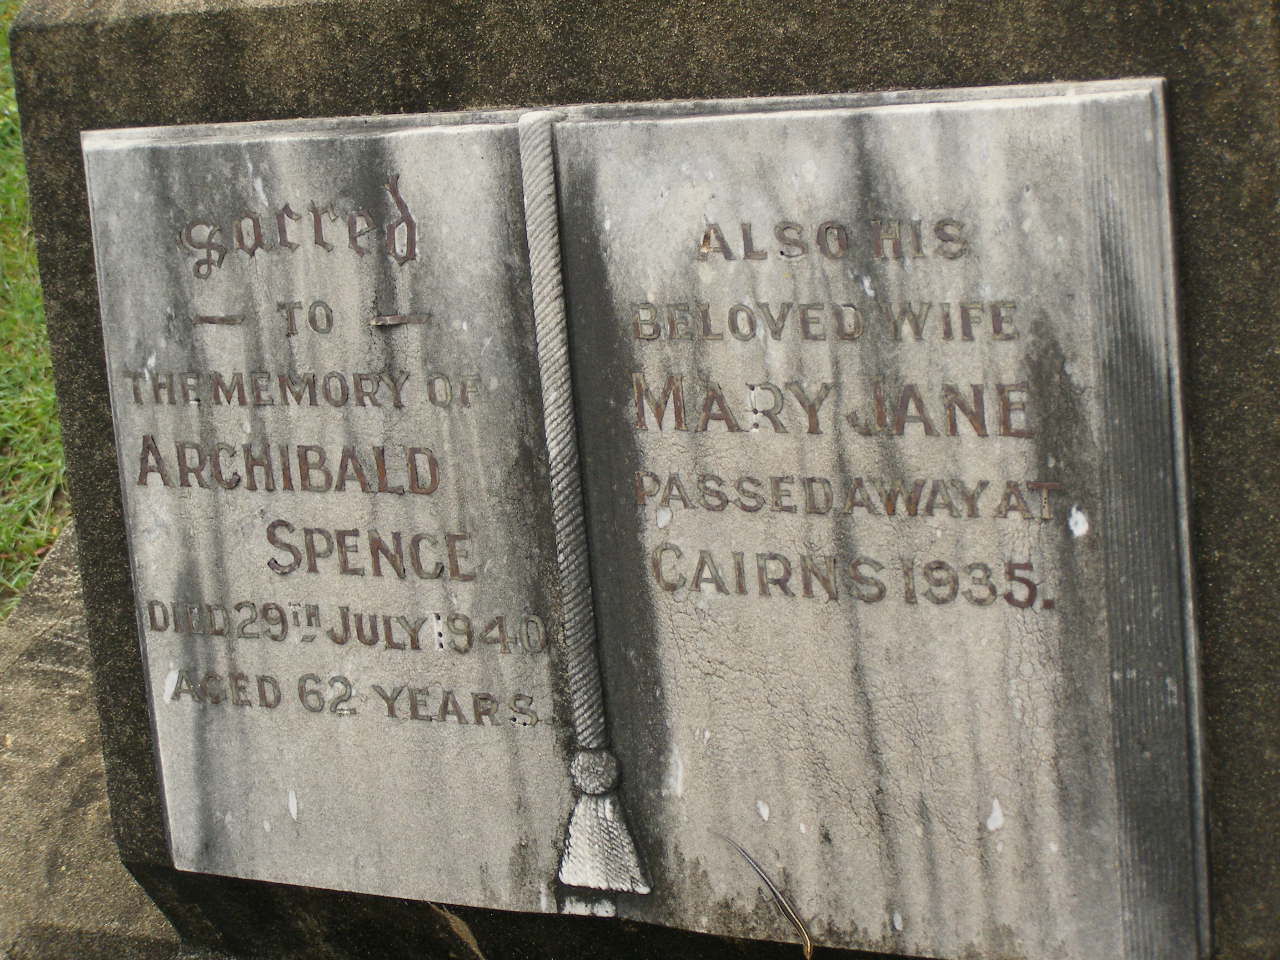 Sacred
— TO —
THE MEMORY OF
ARCHIBALD
SPENCE
DIED 29TH JULY 1940
AGED 62 YEARS
ALSO HIS
BELOVED WIFE
MARY JANE
PASSED AWAY AT
CAIRNS 1935.